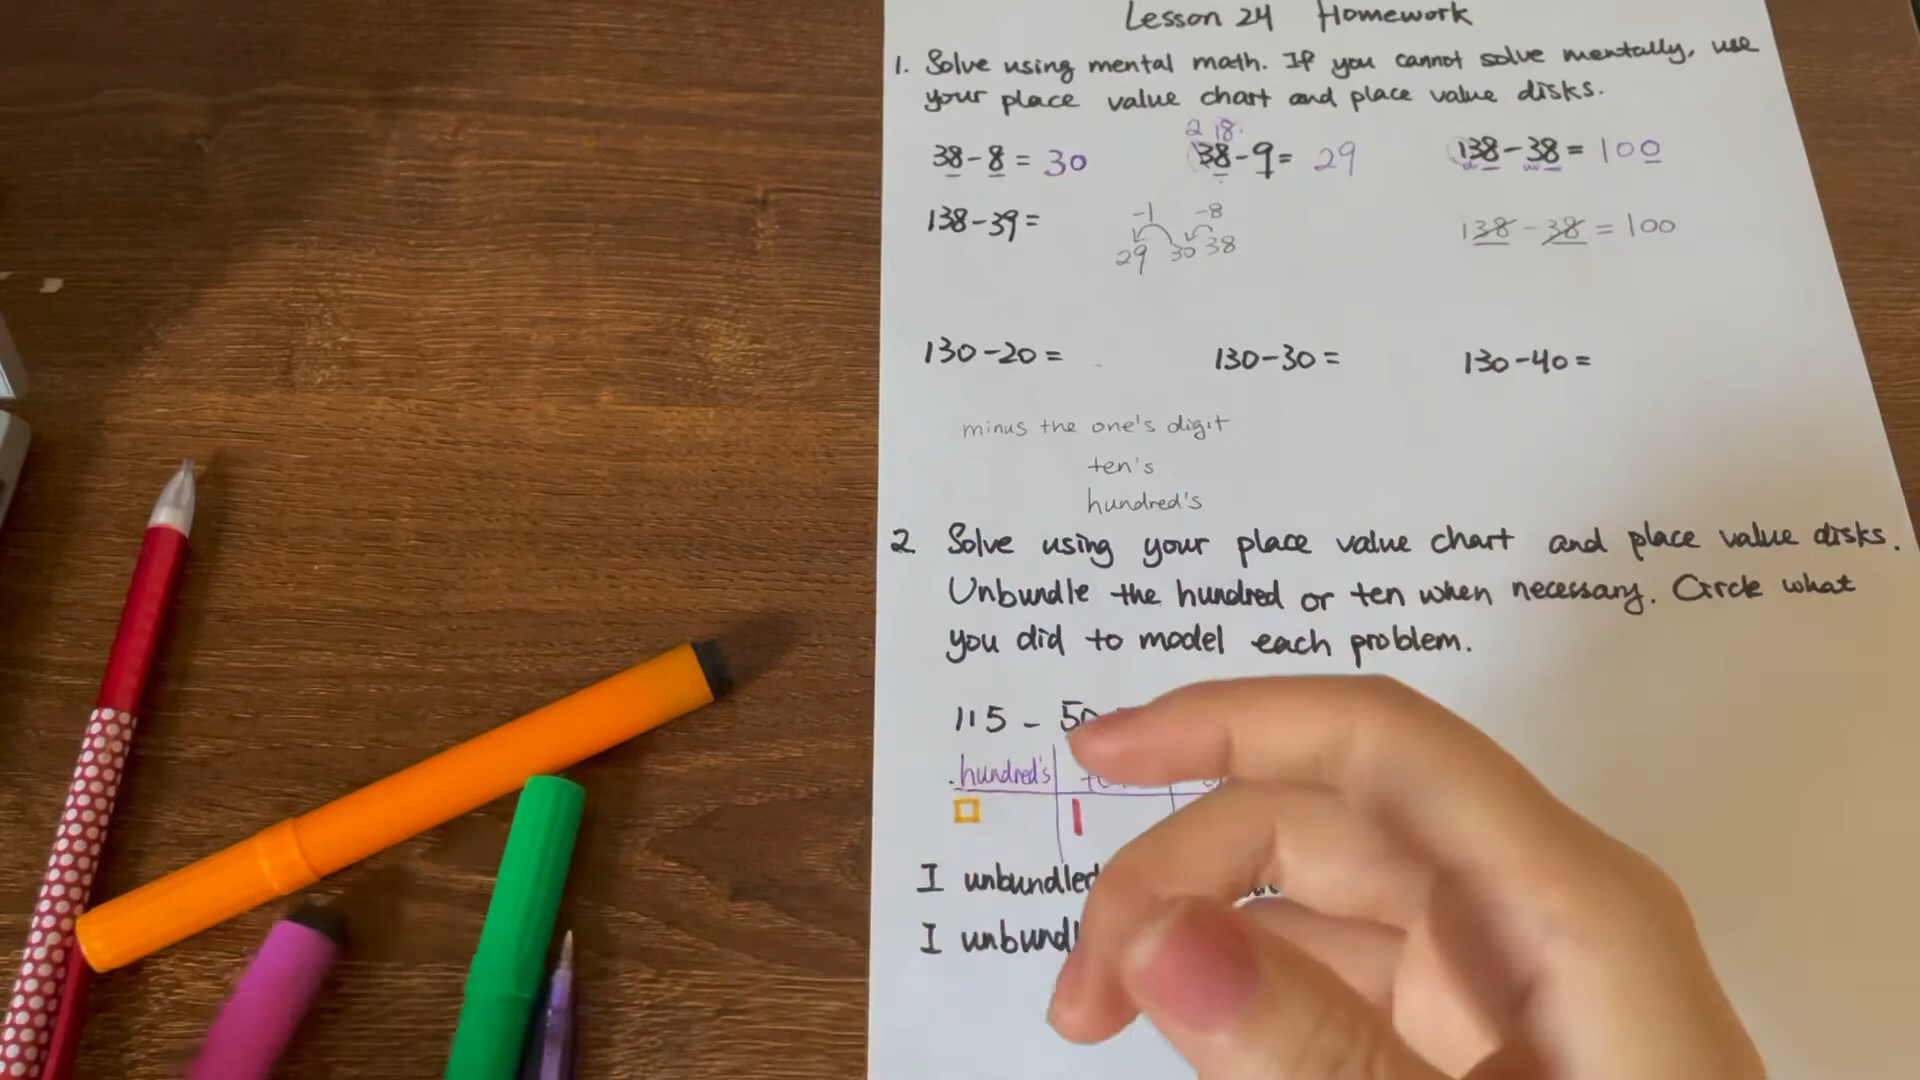 Lesson 24 Homework
1. Solve using mental math. If you cannot solve mentally, use
your place value chart and place value disks.
2 18
38-8 = 30 38-9= 29 138-38= 100
138-39=
-1 -8
29 30 38
138-38=100
130-20= 130-30= 130-40=
minus the one's digit
ten's
hundred's
2 Solve using your place value chart and place value disks.
Unbundle the hundred or ten when necessary. Circle what
you did to model each problem.
115 - 50
hundred's
I unbundled
I